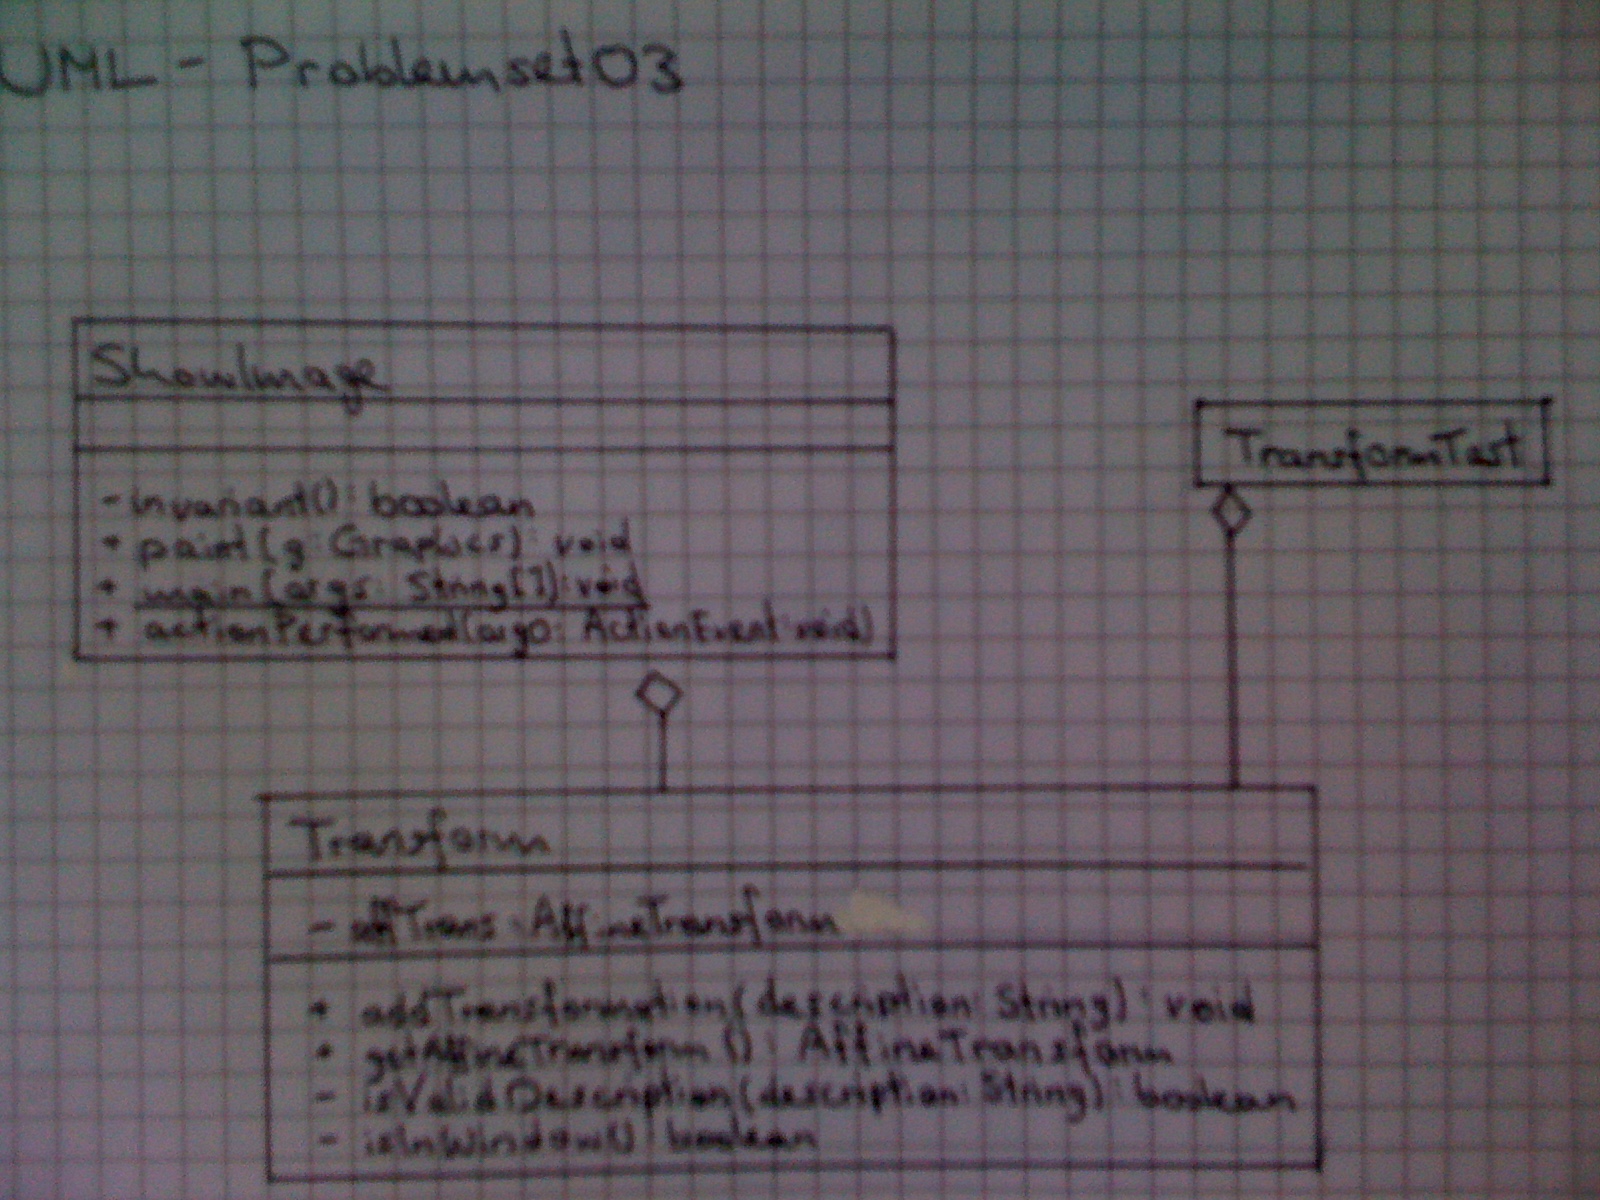 UML - Problemset03
ShowImage
- invariant(): boolean
+ paint(g: Graphics): void
+ main(args: String[]): void
+ actionPerformed(arg0: ActionEvent: void)
TransformTest
Transform
- affTrans: AffineTransform
+ addTransformation(description: String): void
+ getAffineTransform(): AffineTransform
- isValidDescription(description: String): boolean
- isInWindow(): boolean